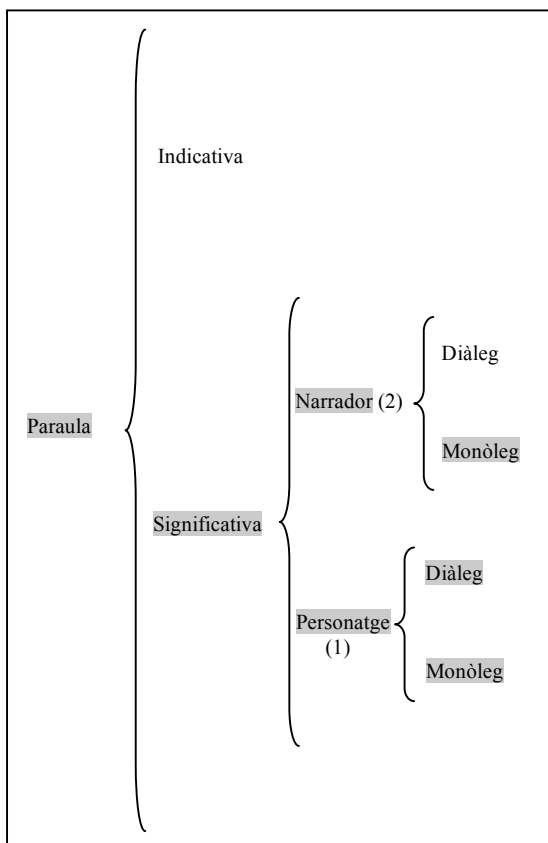 Paraula
Indicativa
Significativa
Narrador (2)
Diàleg
Monòleg
Personatge
(1)
Diàleg
Monòleg